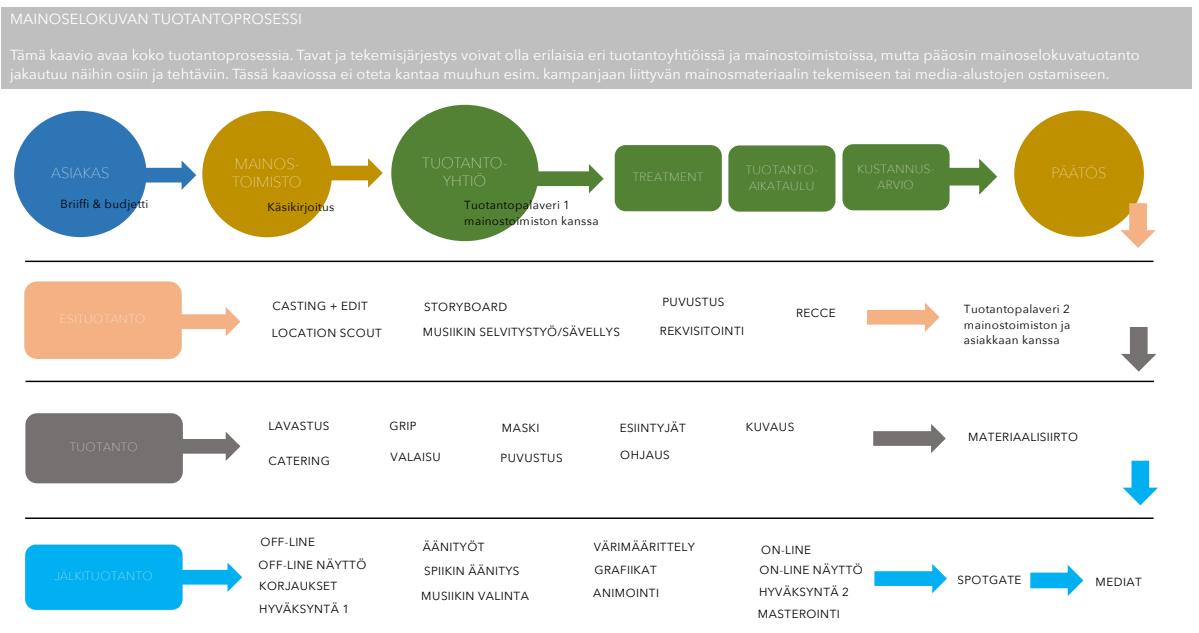 MAINOSELOKUVAN TUOTANTOPROSESSI
Tämä kaavio avaa koko tuotantoprosessia. Tavat ja tekemisjärjestys voivat olla erilaisia eri tuotantoyhtiöissä ja mainostoimistoissa, mutta pääosin mainoselokuvatuotanto
jakautuu näihin osiin ja tehtäviin. Tässä kaaviossa ei oteta kantaa muuhun esim. kampanjaan liittyvän mainosmateriaalin tekemiseen tai media-alustojen ostamiseen.
ASIAKAS
Briiffi & budjetti
MAINOS-
TOIMISTO
Käsikirjoitus
TUOTANTO-
YHTIÖ
Tuotantopalaveri 1
mainostoimiston kanssa
TREATMENT
TUOTANTO-
AIKATAULU
KUSTANNUS-
ARVIO
PÄÄTÖS
ESITUOTANTO
CASTING + EDIT
LOCATION SCOUT
STORYBOARD
MUSIIKIN SELVITYSTYÖ/SÄVELLYS
PUVUSTUS
REKVISITOINTI
RECCE
Tuotantopalaveri 2
mainostoimiston ja
asiakkaan kanssa
TUOTANTO
LAVASTUS
CATERING
GRIP
VALAISU
MASKI
PUVUSTUS
ESIINTYJÄT
OHJAUS
KUVAUS
MATERIAALISIIRTO
JÄLKITUOTANTO
OFF-LINE
OFF-LINE NÄYTTÖ
KORJAUKSET
HYVÄKSYNTÄ 1
ÄÄNITYÖT
SPIIKIN ÄÄNITYS
MUSIIKIN VALINTA
VÄRIMÄÄRITTELY
GRAFIIKAT
ANIMOINTI
ON-LINE
ON-LINE NÄYTTÖ
HYVÄKSYNTÄ 2
MASTEROINTI
SPOTGATE
MEDIAT